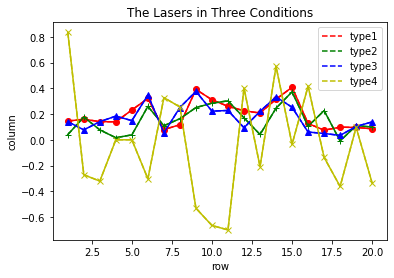 The Lasers in Three Conditions
type1
type2
type3
type4
column
0.8
0.6
0.4
0.2
0.0
−0.2
−0.4
−0.6
2.5 5.0 7.5 10.0 12.5 15.0 17.5 20.0
row